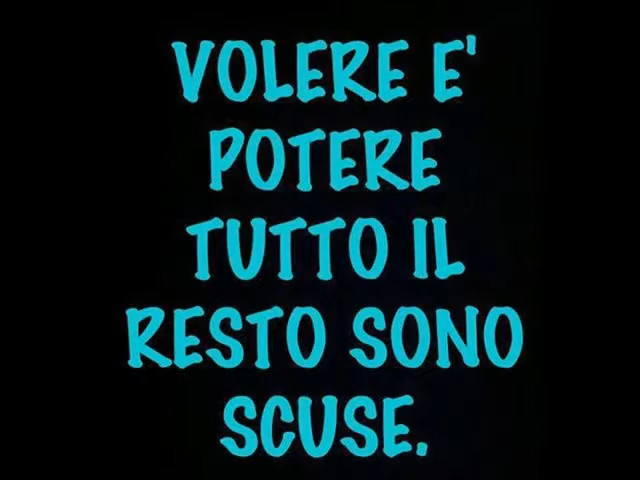 VOLERE E'
POTERE
TUTTO IL
RESTO SONO
SCUSE.